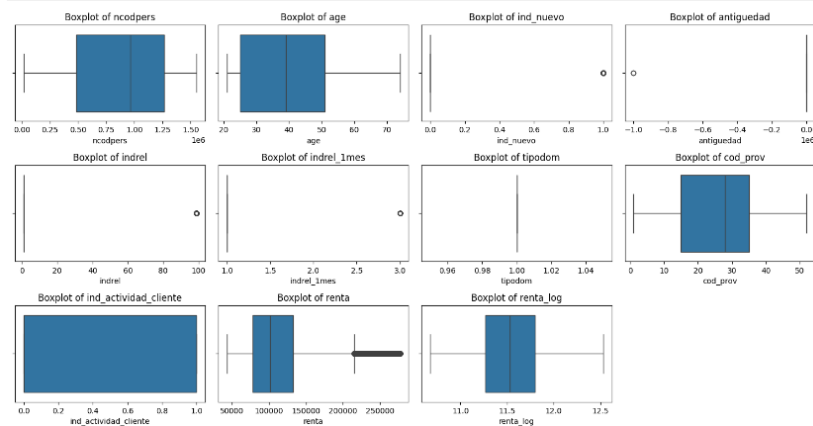 Boxplot of ncodpers
Boxplot of age
Boxplot of ind_nuevo
Boxplot of antiguedad
0.00 0.25 0.50 0.75 1.00 1.25 1.50
1e6
ncodpers
20 30 40 50 60 70
age
0.0 0.2 0.4 0.6 0.8 1.0
ind_nuevo
−1.0 −0.8 −0.6 −0.4 −0.2 0.0
1e6
antiguedad
Boxplot of indrel
Boxplot of indrel_1mes
Boxplot of tipodom
Boxplot of cod_prov
0 20 40 60 80 100
indrel
1.0 1.5 2.0 2.5 3.0
indrel_1mes
0.96 0.98 1.00 1.02 1.04
tipodom
0 10 20 30 40 50
cod_prov
Boxplot of ind_actividad_cliente
Boxplot of renta
Boxplot of renta_log
0.0 0.2 0.4 0.6 0.8 1.0
ind_actividad_cliente
50000 100000 150000 200000 250000
renta
11.0 11.5 12.0 12.5
renta_log